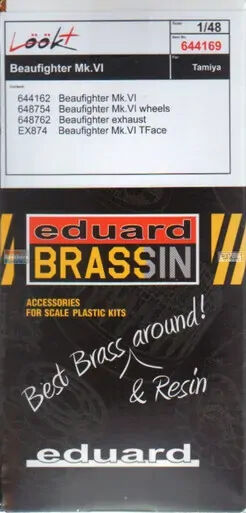 LööK+
Scale:
1/48
Item No.:
644169
Beaufighter Mk.VI
For:
Tamiya
Content:
644162 Beaufighter Mk.VI
648754 Beaufighter Mk.VI wheels
648762 Beaufighter exhaust
EX874 Beaufighter Mk.VI TFace
eduard
BRASSIN
ACCESSORIES
FOR SCALE PLASTIC KITS
Best Brass around!
& Resin
eduard